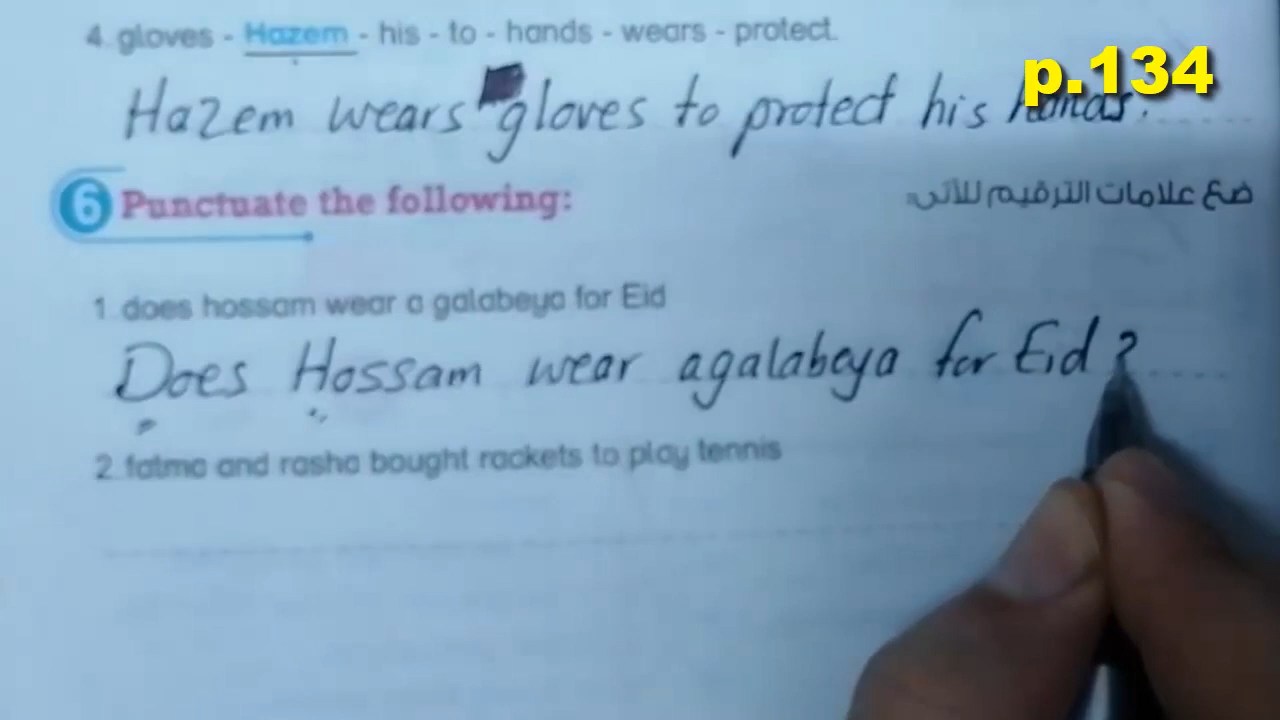 4. gloves - Hazem - his - to - hands - wears - protect.
p.134
Hazem wears gloves to protect his hands.
6 Punctuate the following:
ضع علامات الترقيم للآتي:
1. does hossam wear a galabeya for Eid
Does Hossam wear a galabeya for Eid ?
2. fatma and rasha bought rackets to play tennis